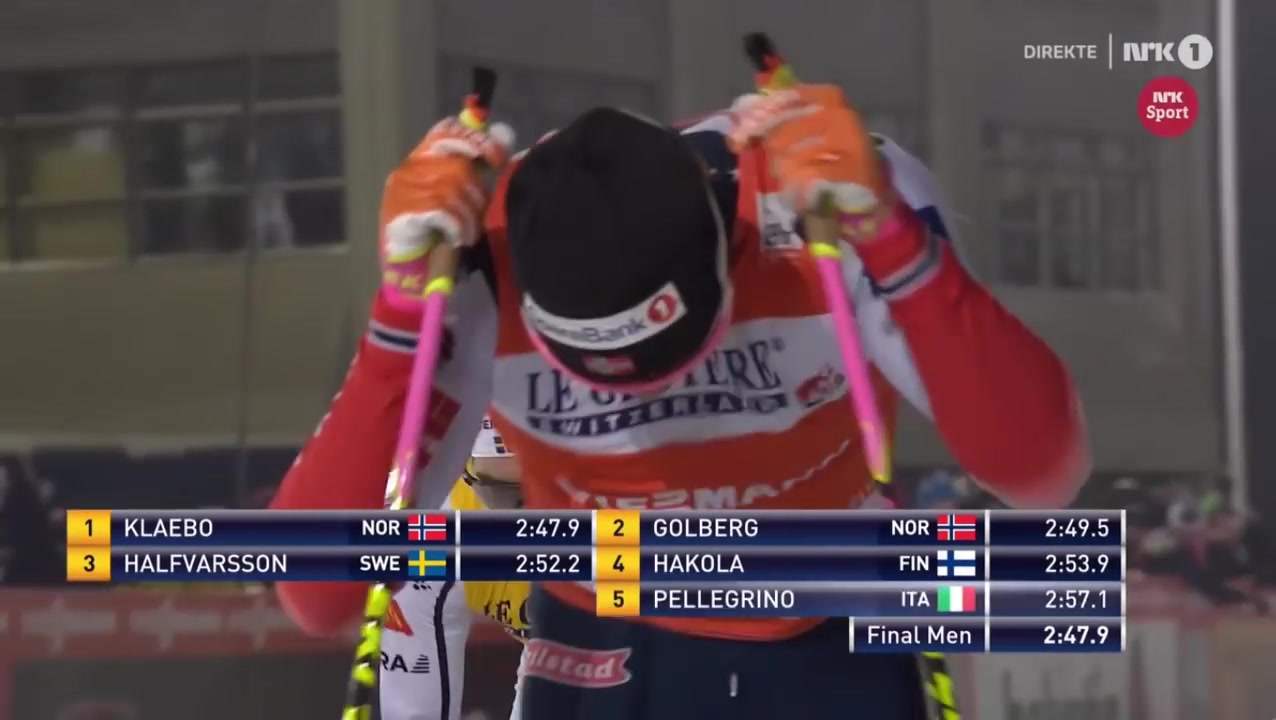 DIREKTE nrk 1
nrk
Sport
LE
SWITZERLA
1 KLAEBO NOR 2:47.9 2 GOLBERG NOR 2:49.5
3 HALFVARSSON SWE 2:52.2 4 HAKOLA FIN 2:53.9
5 PELLEGRINO ITA 2:57.1
Final Men 2:47.9